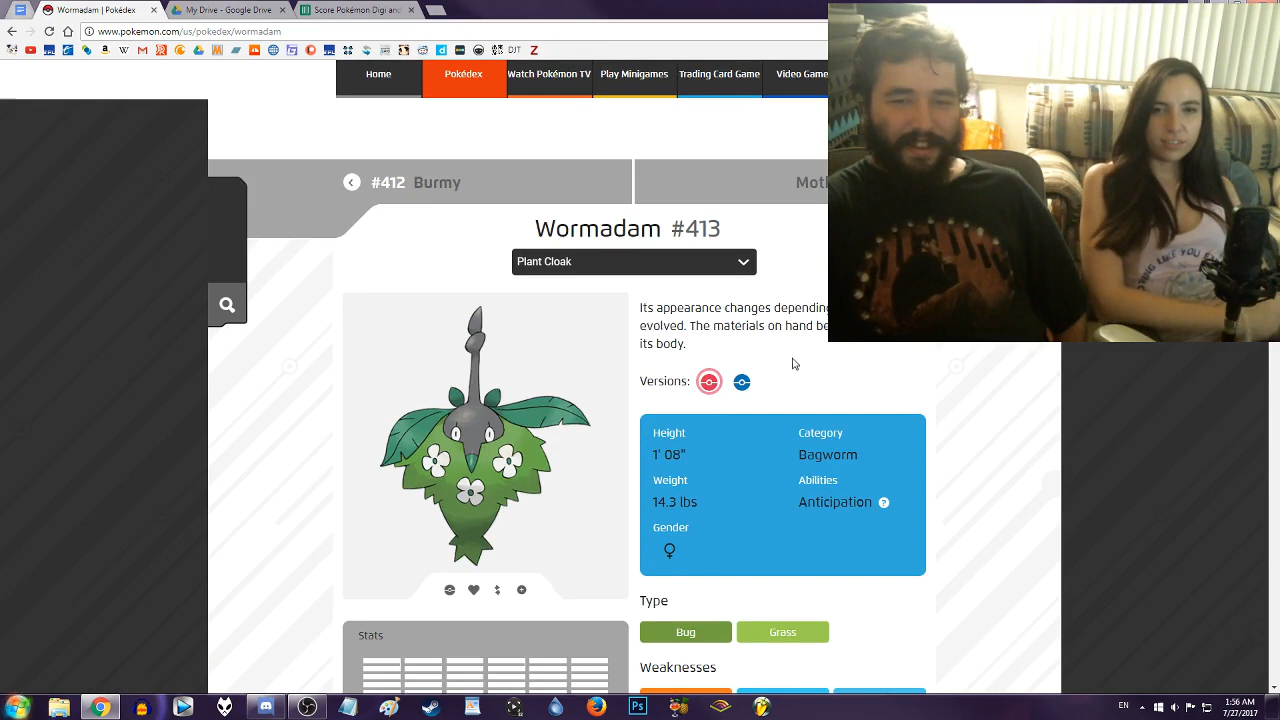 Wormadam | Pokédex
My Drive - Google Drive
Score Pokémon Digi and
www.pokemon.com/us/pokedex/wormadam
DJT
Home
Pokédex
Watch Pokémon TV
Play Minigames
Trading Card Game
Video Game
#412 Burmy
Wormadam #413
Plant Cloak
Its appearance changes depending
evolved. The materials on hand be
its body.
Versions:
Height
Category
1' 08"
Bagworm
Weight
Abilities
14.3 lbs
Anticipation ?
Gender
Type
Bug
Grass
Stats
Weaknesses
Ps
EN
1:56 AM
7/27/2017